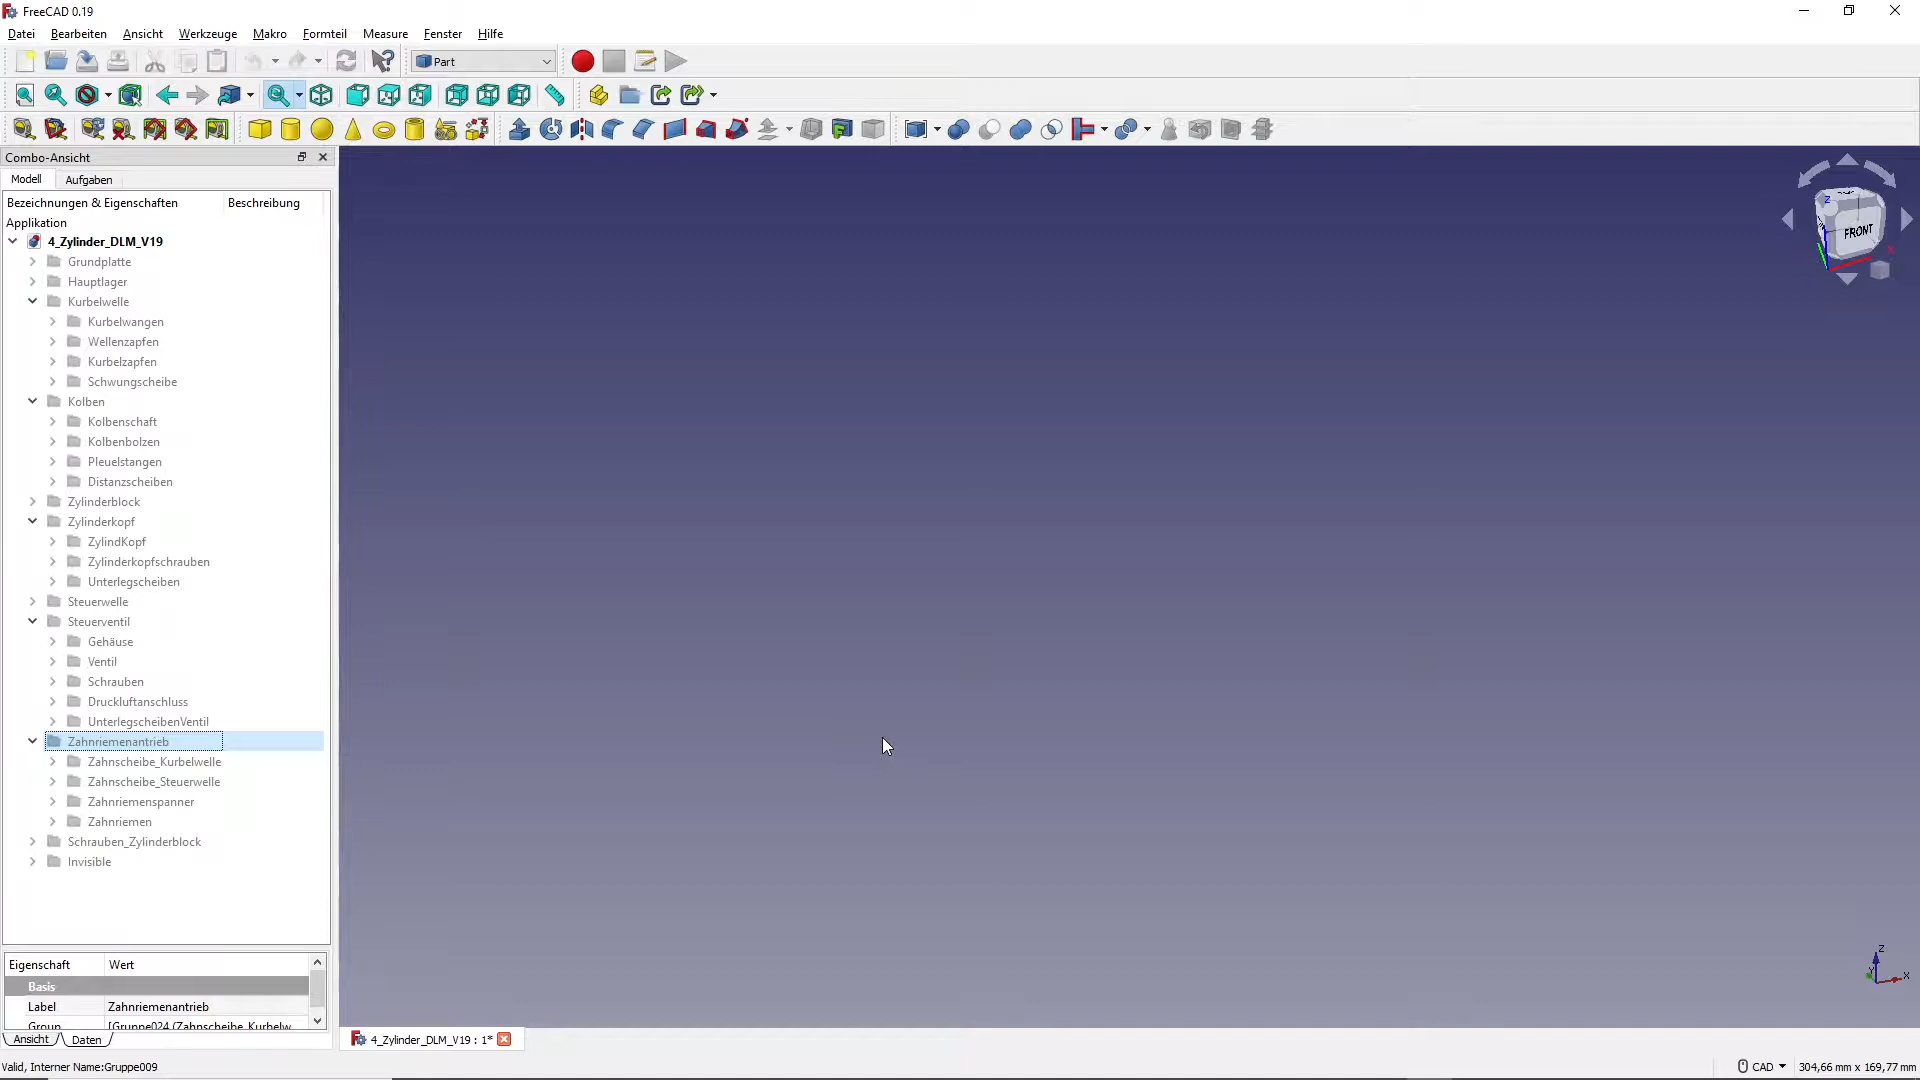 FreeCAD 0.19
Datei Bearbeiten Ansicht Werkzeuge Makro Formteil Measure Fenster Hilfe
Part
Combo-Ansicht
Modell Aufgaben
Bezeichnungen & Eigenschaften Beschreibung
Applikation
4_Zylinder_DLM_V19
Grundplatte
Hauptlager
Kurbelwelle
Kurbelwangen
Wellenzapfen
Kurbelzapfen
Schwungscheibe
Kolben
Kolbenschaft
Kolbenbolzen
Pleuelstangen
Distanzscheiben
Zylinderblock
Zylinderkopf
ZylindKopf
Zylinderkopfschrauben
Unterlegscheiben
Steuerwelle
Steuerventil
Gehäuse
Ventil
Schrauben
Druckluftanschluss
UnterlegscheibenVentil
Zahnriemenantrieb
Zahnscheibe_Kurbelwelle
Zahnscheibe_Steuerwelle
Zahnriemenspanner
Zahnriemen
Schrauben_Zylinderblock
Invisible
Eigenschaft Wert
Basis
Label Zahnriemenantrieb
Group [Gruppe024 (Zahnscheibe_Kurbelw...
Ansicht Daten
4_Zylinder_DLM_V19 : 1*
Valid, Interner Name:Gruppe009
CAD 304,66 mm x 169,77 mm
Z
FRONT
X
Z
Y
X